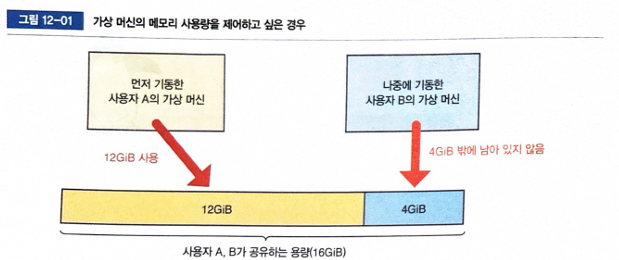 그림 12-01 가상 머신의 메모리 사용량을 제어하고 싶은 경우
먼저 기동한
사용자 A의 가상 머신
나중에 기동한
사용자 B의 가상 머신
12GiB 사용
4GiB 밖에 남아 있지 않음
12GiB
4GiB
사용자 A, B가 공유하는 용량(16GiB)